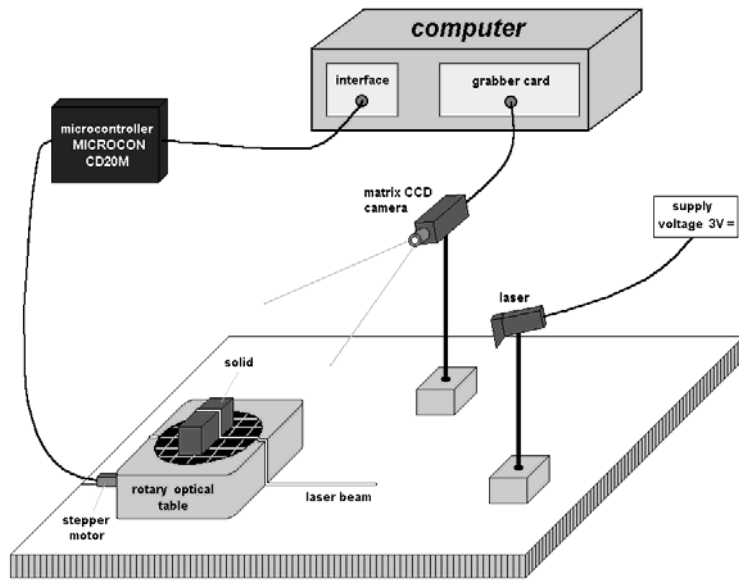 computer
interface
grabber card
microcontroller
MICROCON
CD20M
matrix CCD
camera
supply
voltage 3V =
laser
solid
rotary optical
table
laser beam
stepper
motor